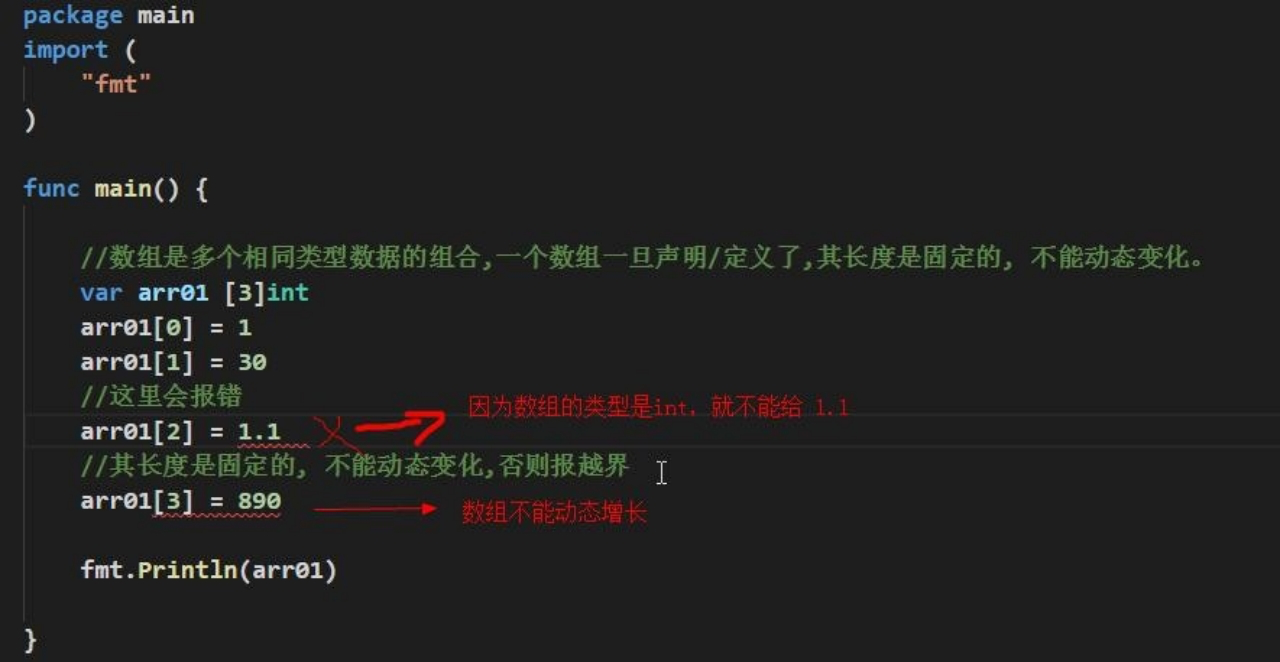 package main
import (
"fmt"
)
func main() {
//数组是多个相同类型数据的组合,一个数组一旦声明/定义了,其长度是固定的, 不能动态变化。
var arr01 [3]int
arr01[0] = 1
arr01[1] = 30
//这里会报错
因为数组的类型是int, 就不能给 1.1
arr01[2] = 1.1
//其长度是固定的, 不能动态变化,否则报越界
arr01[3] = 890
数组不能动态增长
fmt.Println(arr01)
}